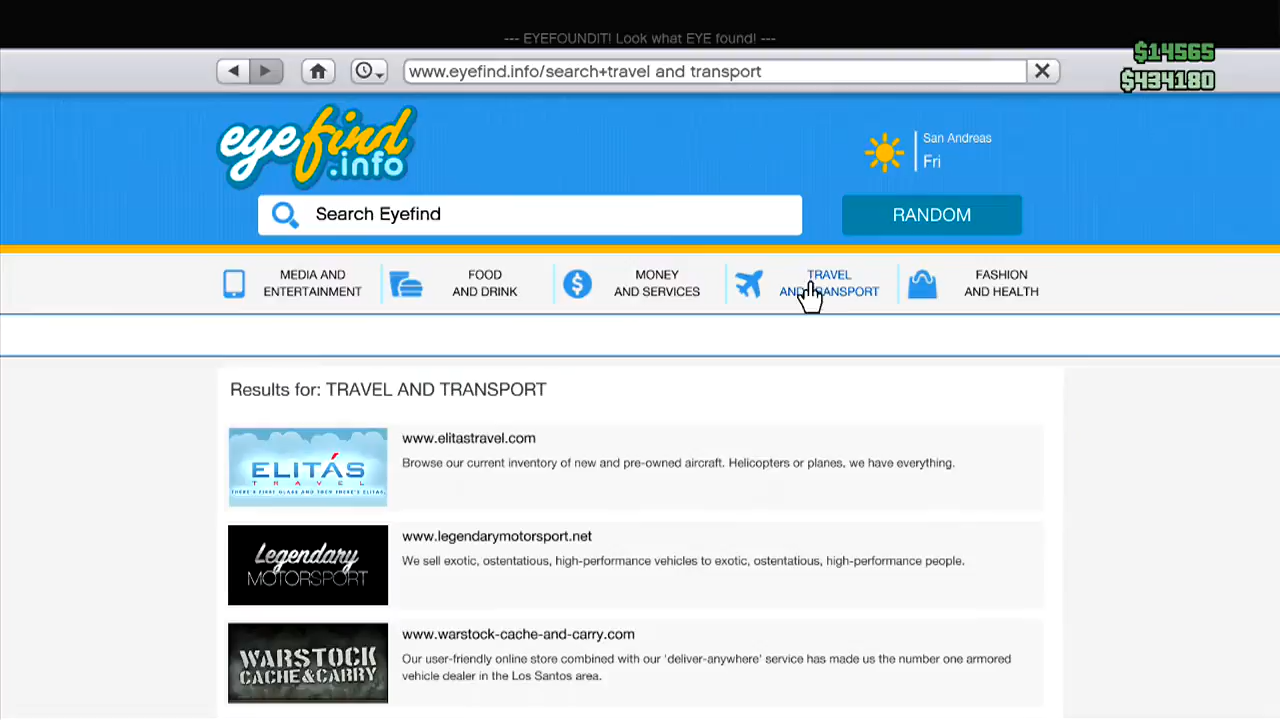 --- EYEFOUNDIT! Look what EYE found! ---
$14565
$434180
www.eyefind.info/search+travel and transport
eyefind
.info
San Andreas
Fri
Search Eyefind
RANDOM
MEDIA AND
ENTERTAINMENT
FOOD
AND DRINK
MONEY
AND SERVICES
TRAVEL
AND TRANSPORT
FASHION
AND HEALTH
Results for: TRAVEL AND TRANSPORT
ELITÁS
TRAVEL
THERE'S FIRST CLASS AND THEN THERE'S ELITAS.
www.elitastravel.com
Browse our current inventory of new and pre-owned aircraft. Helicopters or planes, we have everything.
Legendary
MOTORSPORT
www.legendarymotorsport.net
We sell exotic, ostentatious, high-performance vehicles to exotic, ostentatious, high-performance people.
WARSTOCK
CACHE&CARRY
www.warstock-cache-and-carry.com
Our user-friendly online store combined with our 'deliver-anywhere' service has made us the number one armored
vehicle dealer in the Los Santos area.